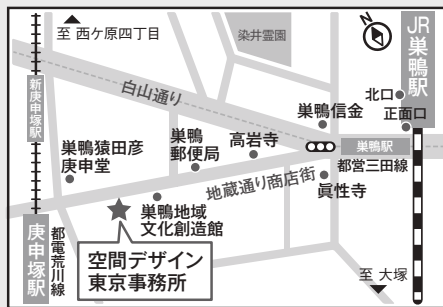 至 西ケ原四丁目
染井霊園
N
JR
巣鴨駅
白山通り
北口
正面口
新庚申塚駅
巣鴨信金
巣鴨猿田彦
庚申堂
巣鴨
郵便局
高岩寺
巣鴨駅
都営三田線
地蔵通り商店街
眞性寺
巣鴨地域
文化創造館
庚申塚駅
都電荒川線
空間デザイン
東京事務所
至 大塚